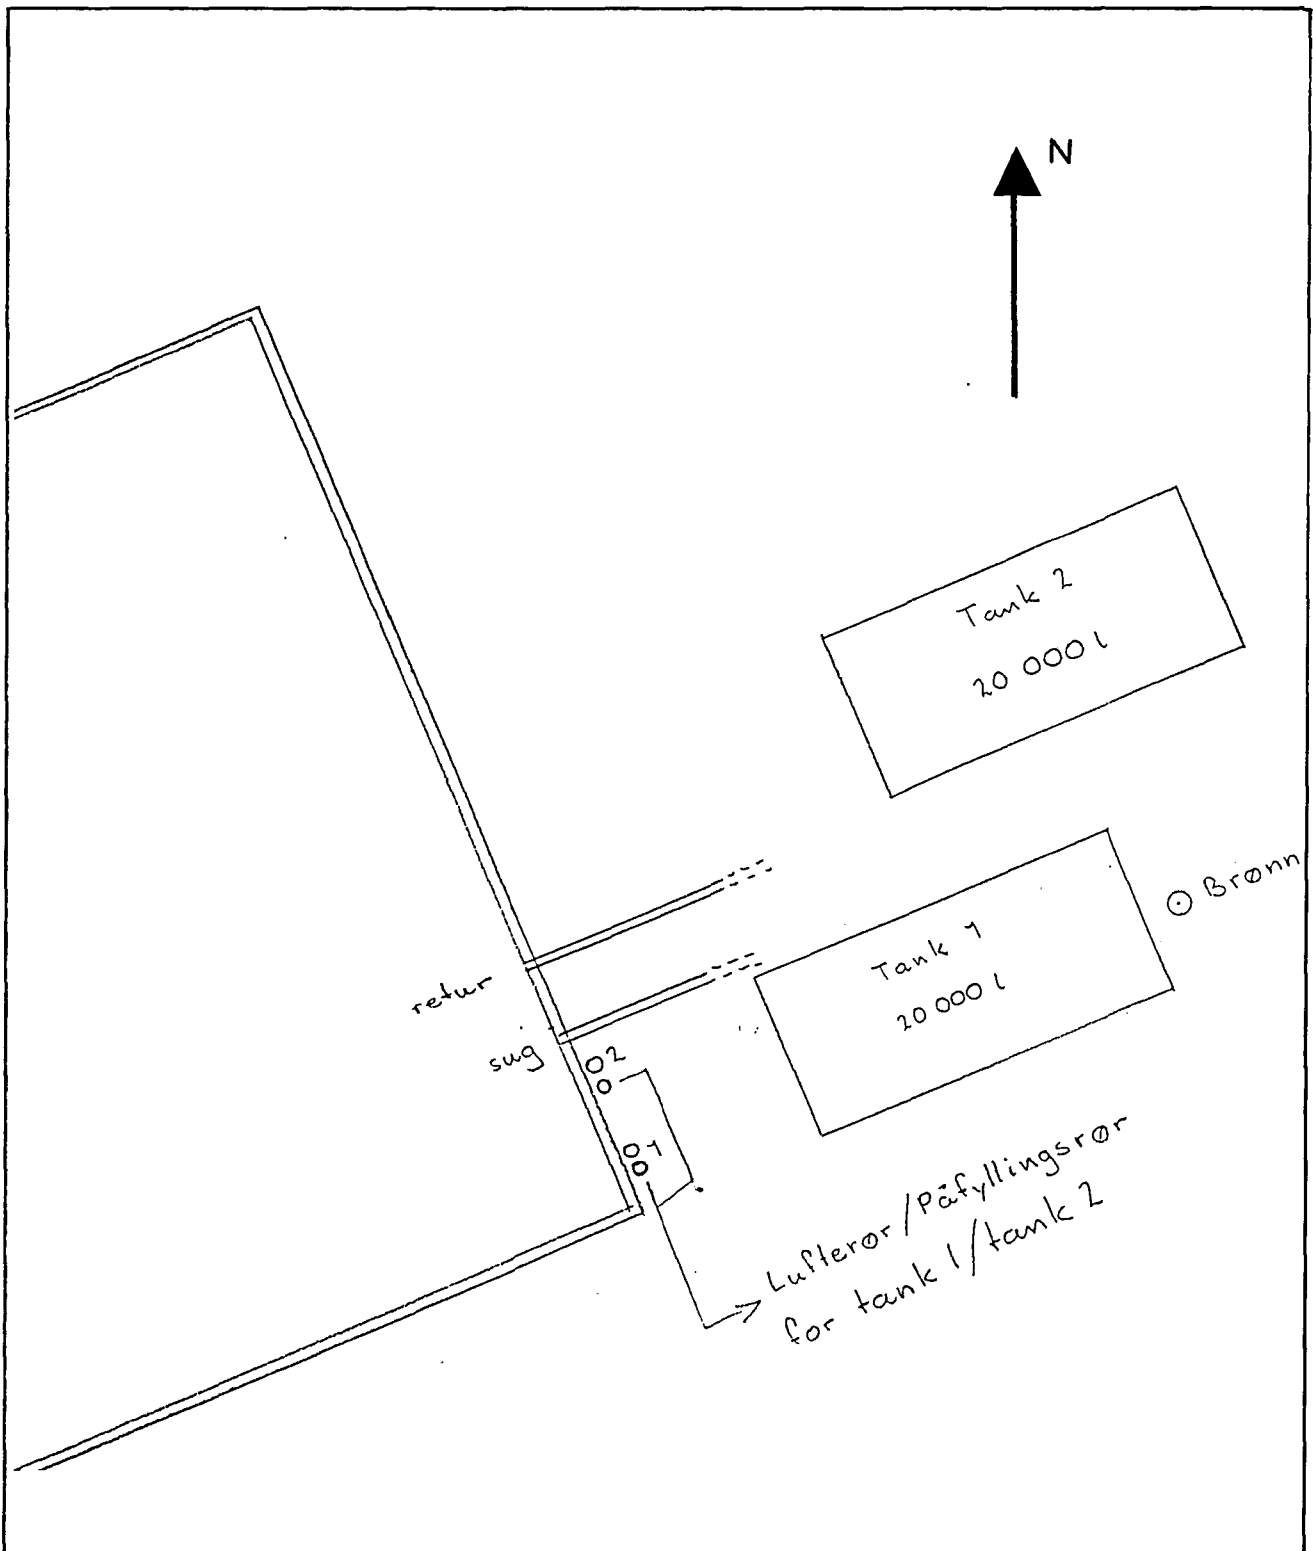 N
Tank 2
20 000 l
Brønn
Tank 1
20 000 l
retur
sug
2
1
Lufterør/Påfyllingsrør
for tank 1/tank 2